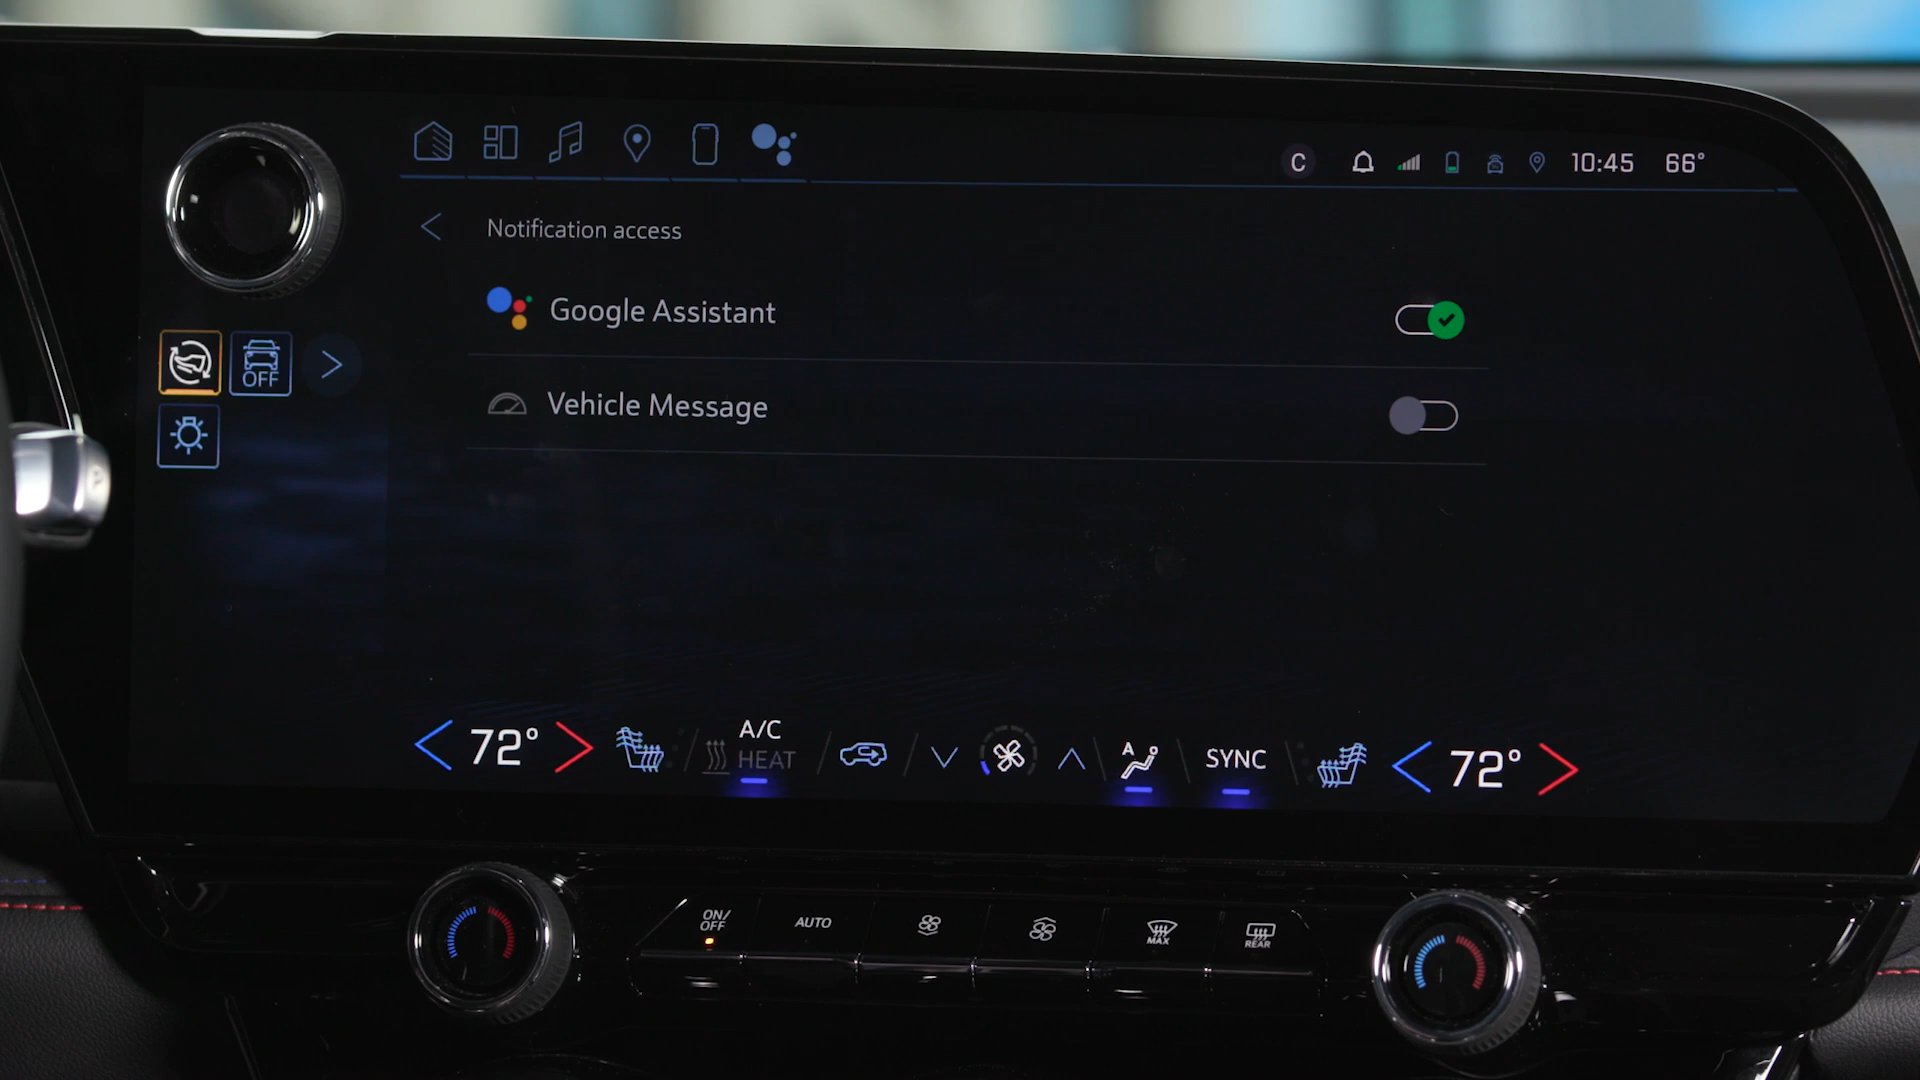 C 10:45 66°
Notification access
Google Assistant
OFF
Vehicle Message
72° A/C HEAT A SYNC 72°
ON/OFF AUTO MAX REAR